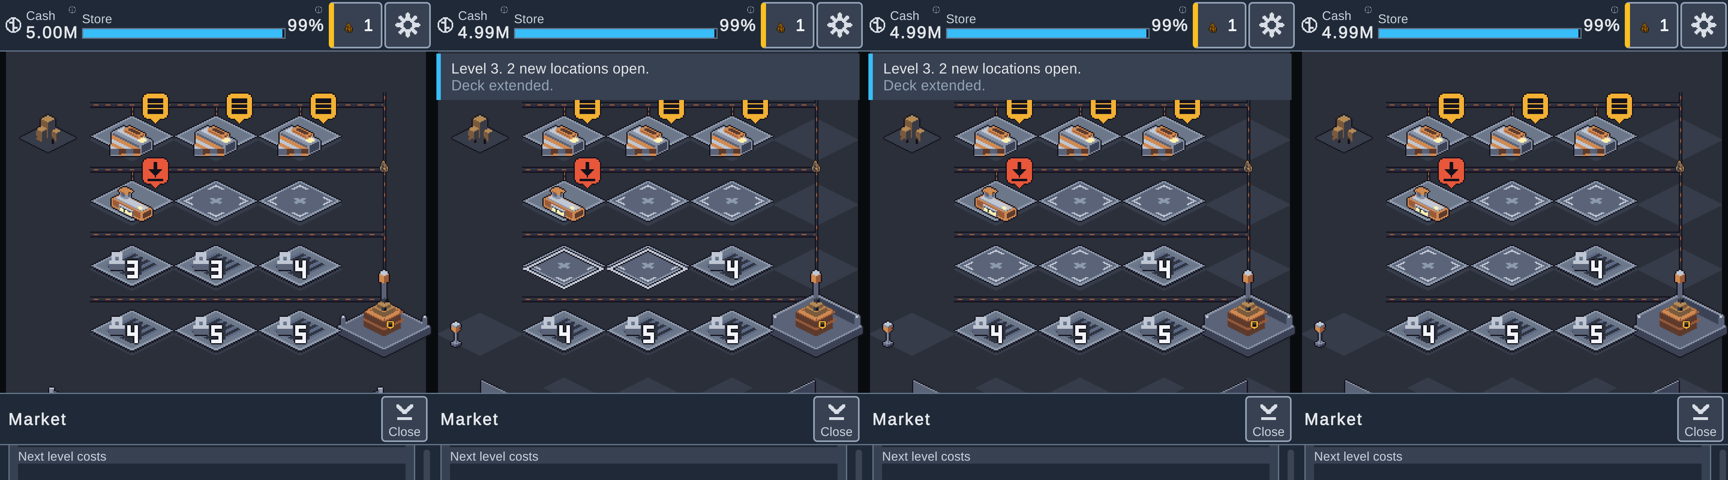 Cash
5.00M
Store
99%
1
3
3
4
4
5
5
Market
Close
Next level costs
Cash
4.99M
Store
99%
1
Level 3. 2 new locations open.
Deck extended.
4
4
5
5
Market
Close
Next level costs
Cash
4.99M
Store
99%
1
Level 3. 2 new locations open.
Deck extended.
4
4
5
5
Market
Close
Next level costs
Cash
4.99M
Store
99%
1
4
4
5
5
Market
Close
Next level costs